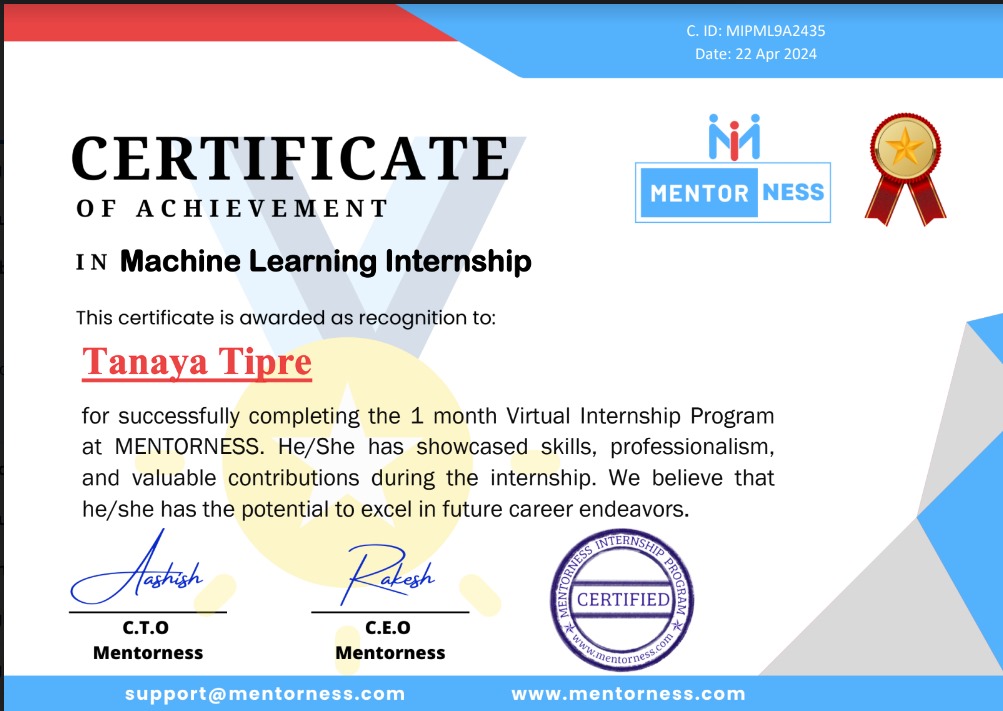 C. ID: MIPML9A2435
Date: 22 Apr 2024
CERTIFICATE
OF ACHIEVEMENT
IN Machine Learning Internship
MENTOR NESS
This certificate is awarded as recognition to:
Tanaya Tipre
for successfully completing the 1 month Virtual Internship Program
at MENTORNESS. He/She has showcased skills, professionalism,
and valuable contributions during the internship. We believe that
he/she has the potential to excel in future career endeavors.
Aashish
C.T.O
Mentorness
Rakesh
C.E.O
Mentorness
MENTORNESS INTERNSHIP PROGRAM
CERTIFIED
www.mentorness.com
support@mentorness.com
www.mentorness.com